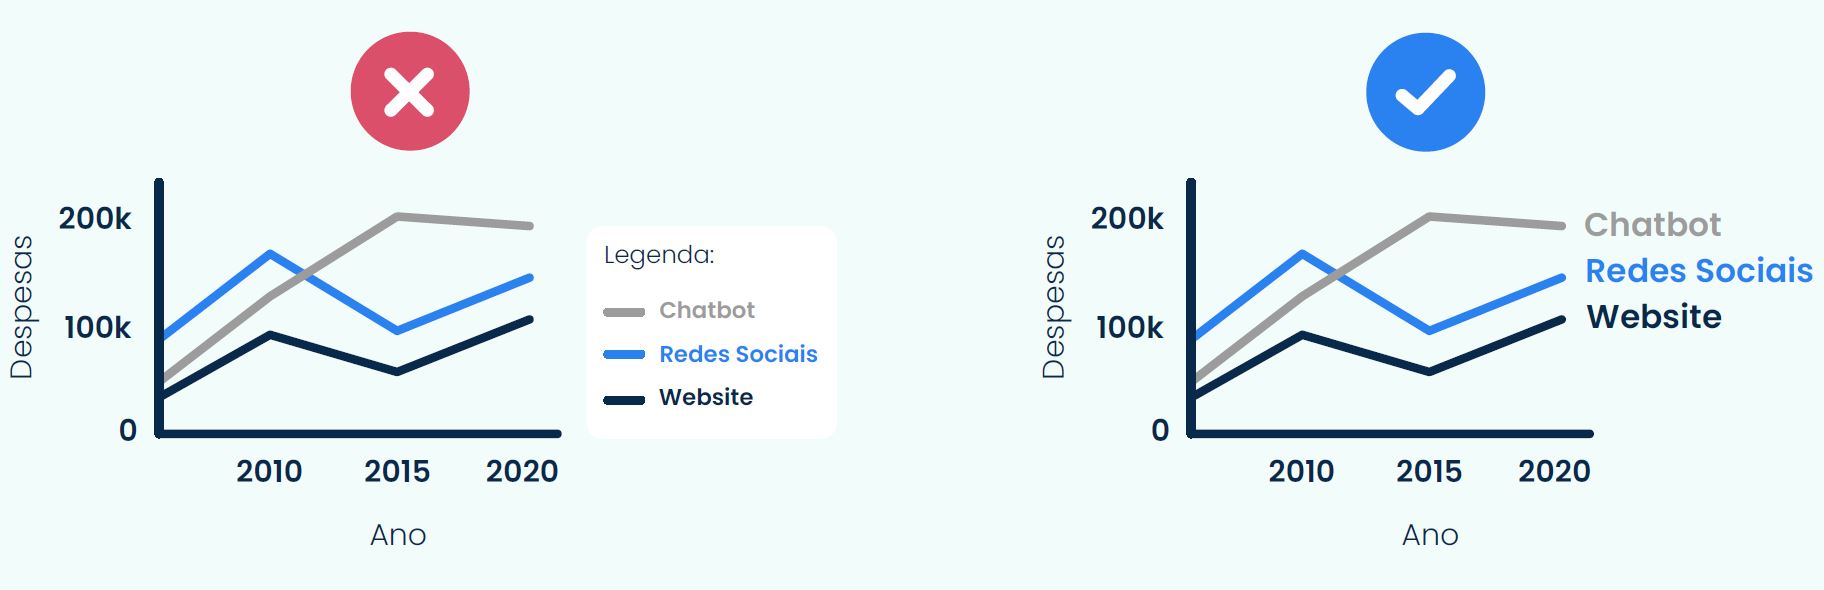 200k
100k
0
Despesas
2010 2015 2020
Ano
Legenda:
Chatbot
Redes Sociais
Website
200k
100k
0
Despesas
2010 2015 2020
Ano
Chatbot
Redes Sociais
Website